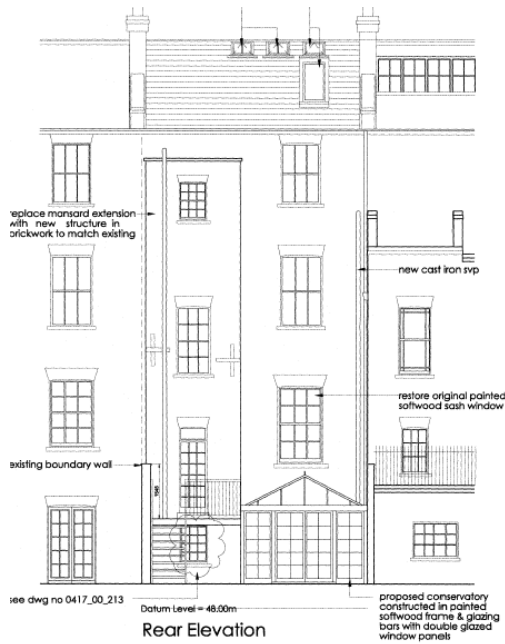 replace mansard extension
with new structure in
brickwork to match existing
new cast iron svp
restore original painted
softwood sash window
existing boundary wall
see dwg no 0417_00_213
Datum Level = 48.00m
Rear Elevation
proposed conservatory
constructed in painted
softwood frame & glazing
bars with double glazed
window panels